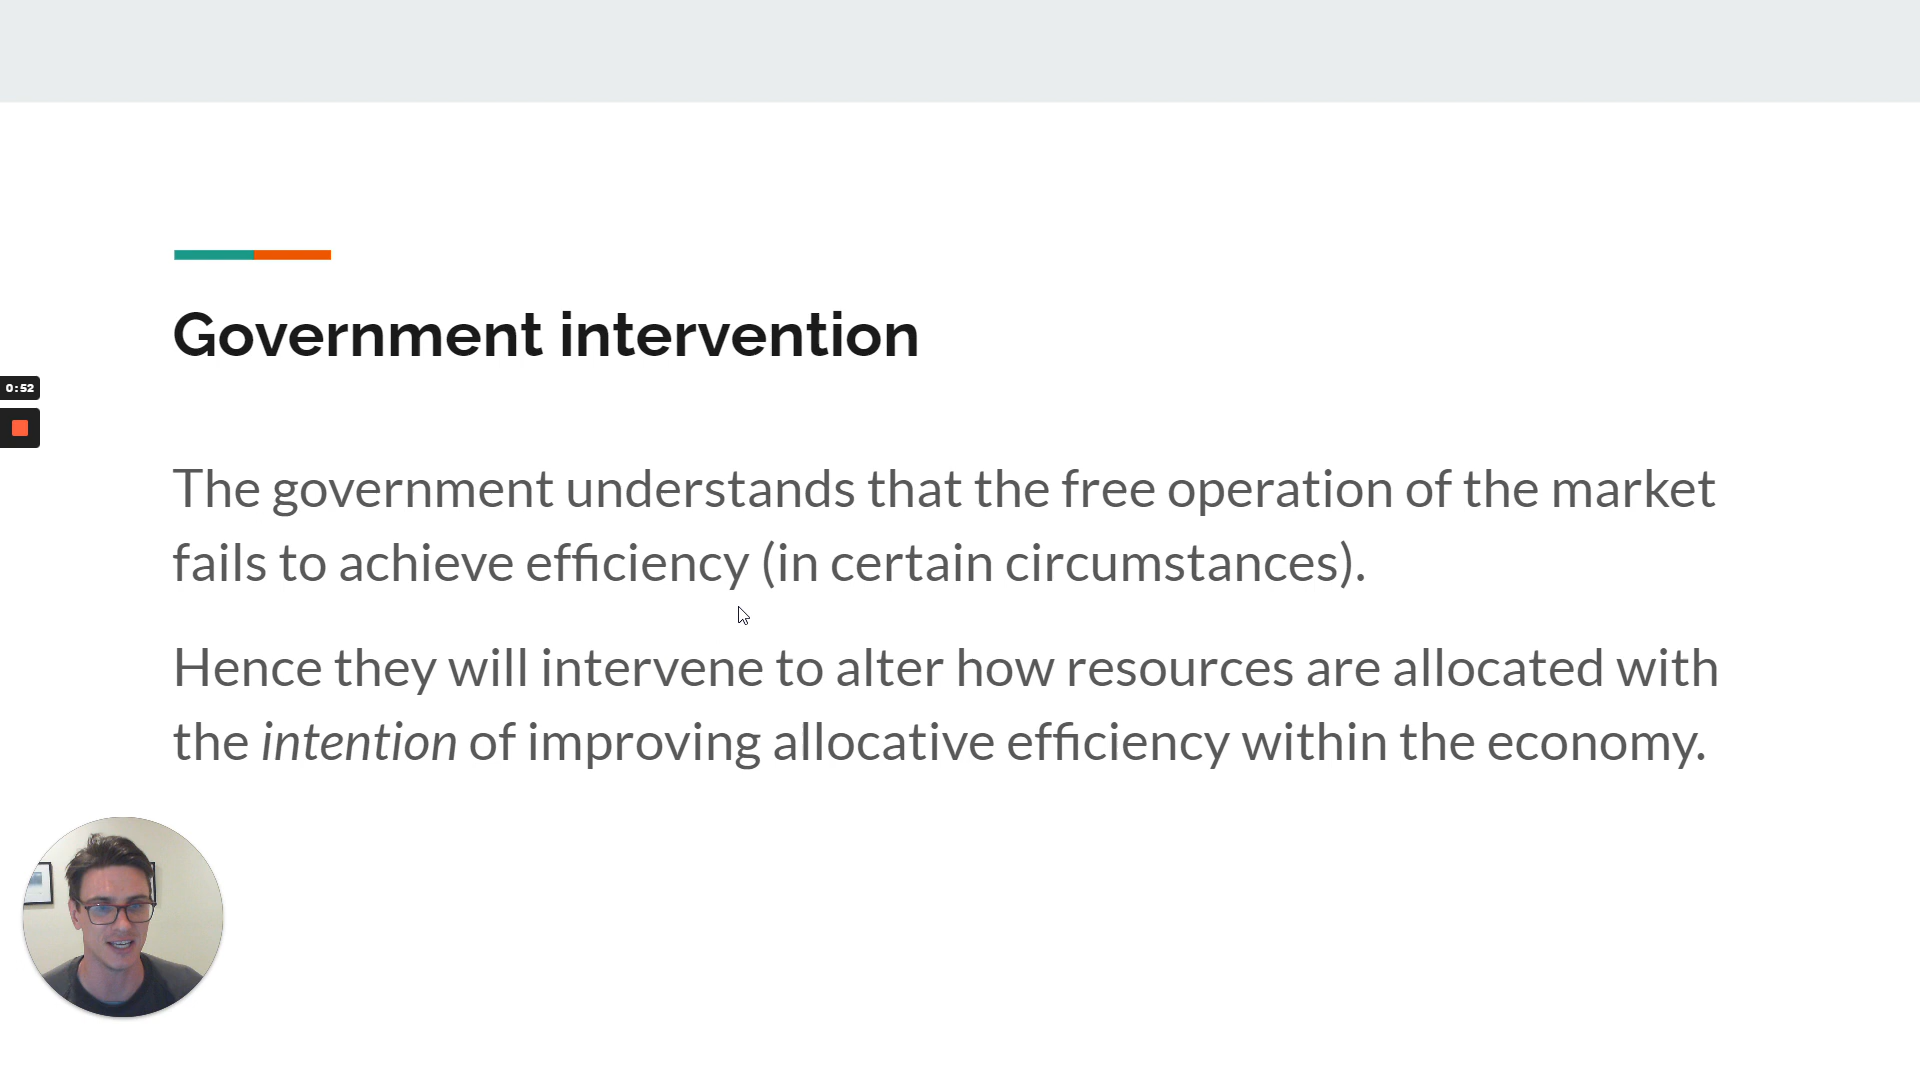 Government intervention
0:52
The government understands that the free operation of the market
fails to achieve efficiency (in certain circumstances).
Hence they will intervene to alter how resources are allocated with
the intention of improving allocative efficiency within the economy.